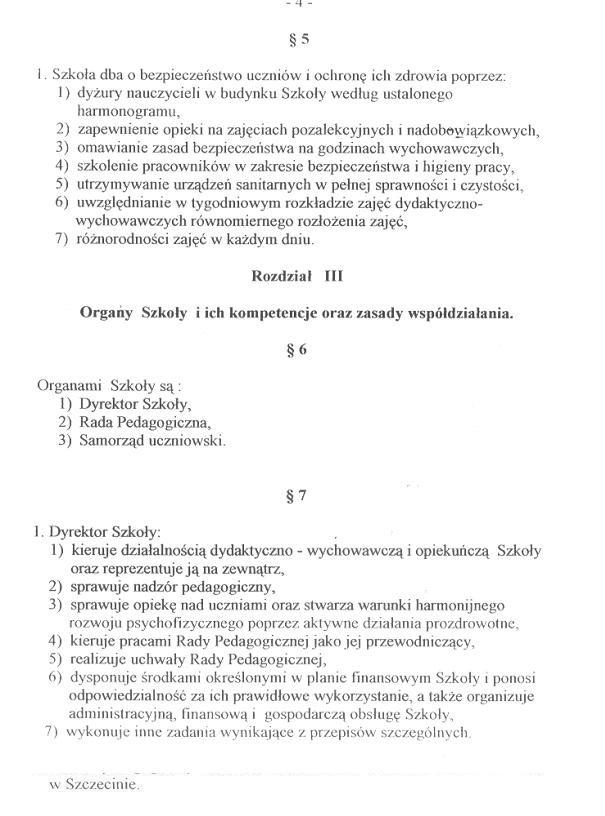 - 4 -
§ 5
1. Szkoła dba o bezpieczeństwo uczniów i ochronę ich zdrowia poprzez:
1) dyżury nauczycieli w budynku Szkoły według ustalonego
harmonogramu,
2) zapewnienie opieki na zajęciach pozalekcyjnych i nadobowiązkowych,
3) omawianie zasad bezpieczeństwa na godzinach wychowawczych,
4) szkolenie pracowników w zakresie bezpieczeństwa i higieny pracy,
5) utrzymywanie urządzeń sanitarnych w pełnej sprawności i czystości,
6) uwzględnianie w tygodniowym rozkładzie zajęć dydaktyczno-
wychowawczych równomiernego rozłożenia zajęć,
7) różnorodności zajęć w każdym dniu.
Rozdział III
Organy Szkoły i ich kompetencje oraz zasady współdziałania.
§ 6
Organami Szkoły są :
1) Dyrektor Szkoły,
2) Rada Pedagogiczna,
3) Samorząd uczniowski.
§ 7
1. Dyrektor Szkoły:
1) kieruje działalnością dydaktyczno - wychowawczą i opiekuńczą Szkoły
oraz reprezentuje ją na zewnątrz,
2) sprawuje nadzór pedagogiczny,
3) sprawuje opiekę nad uczniami oraz stwarza warunki harmonijnego
rozwoju psychofizycznego poprzez aktywne działania prozdrowotne,
4) kieruje pracami Rady Pedagogicznej jako jej przewodniczący,
5) realizuje uchwały Rady Pedagogicznej,
6) dysponuje środkami określonymi w planie finansowym Szkoły i ponosi
odpowiedzialność za ich prawidłowe wykorzystanie, a także organizuje
administracyjną, finansową i gospodarczą obsługę Szkoły,
7) wykonuje inne zadania wynikające z przepisów szczególnych.
w Szczecinie.